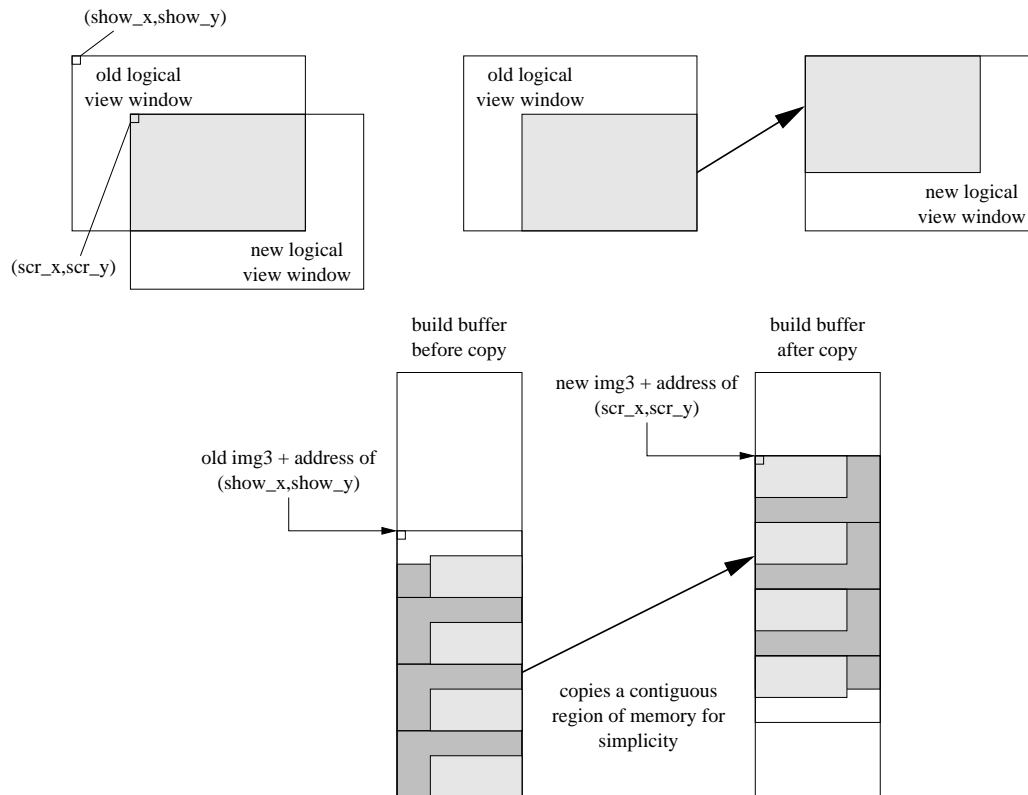 (show_x,show_y)
old logical
view window
(scr_x,scr_y)
new logical
view window
old logical
view window
new logical
view window
build buffer
before copy
build buffer
after copy
new img3 + address of
(scr_x,scr_y)
old img3 + address of
(show_x,show_y)
copies a contiguous
region of memory for
simplicity